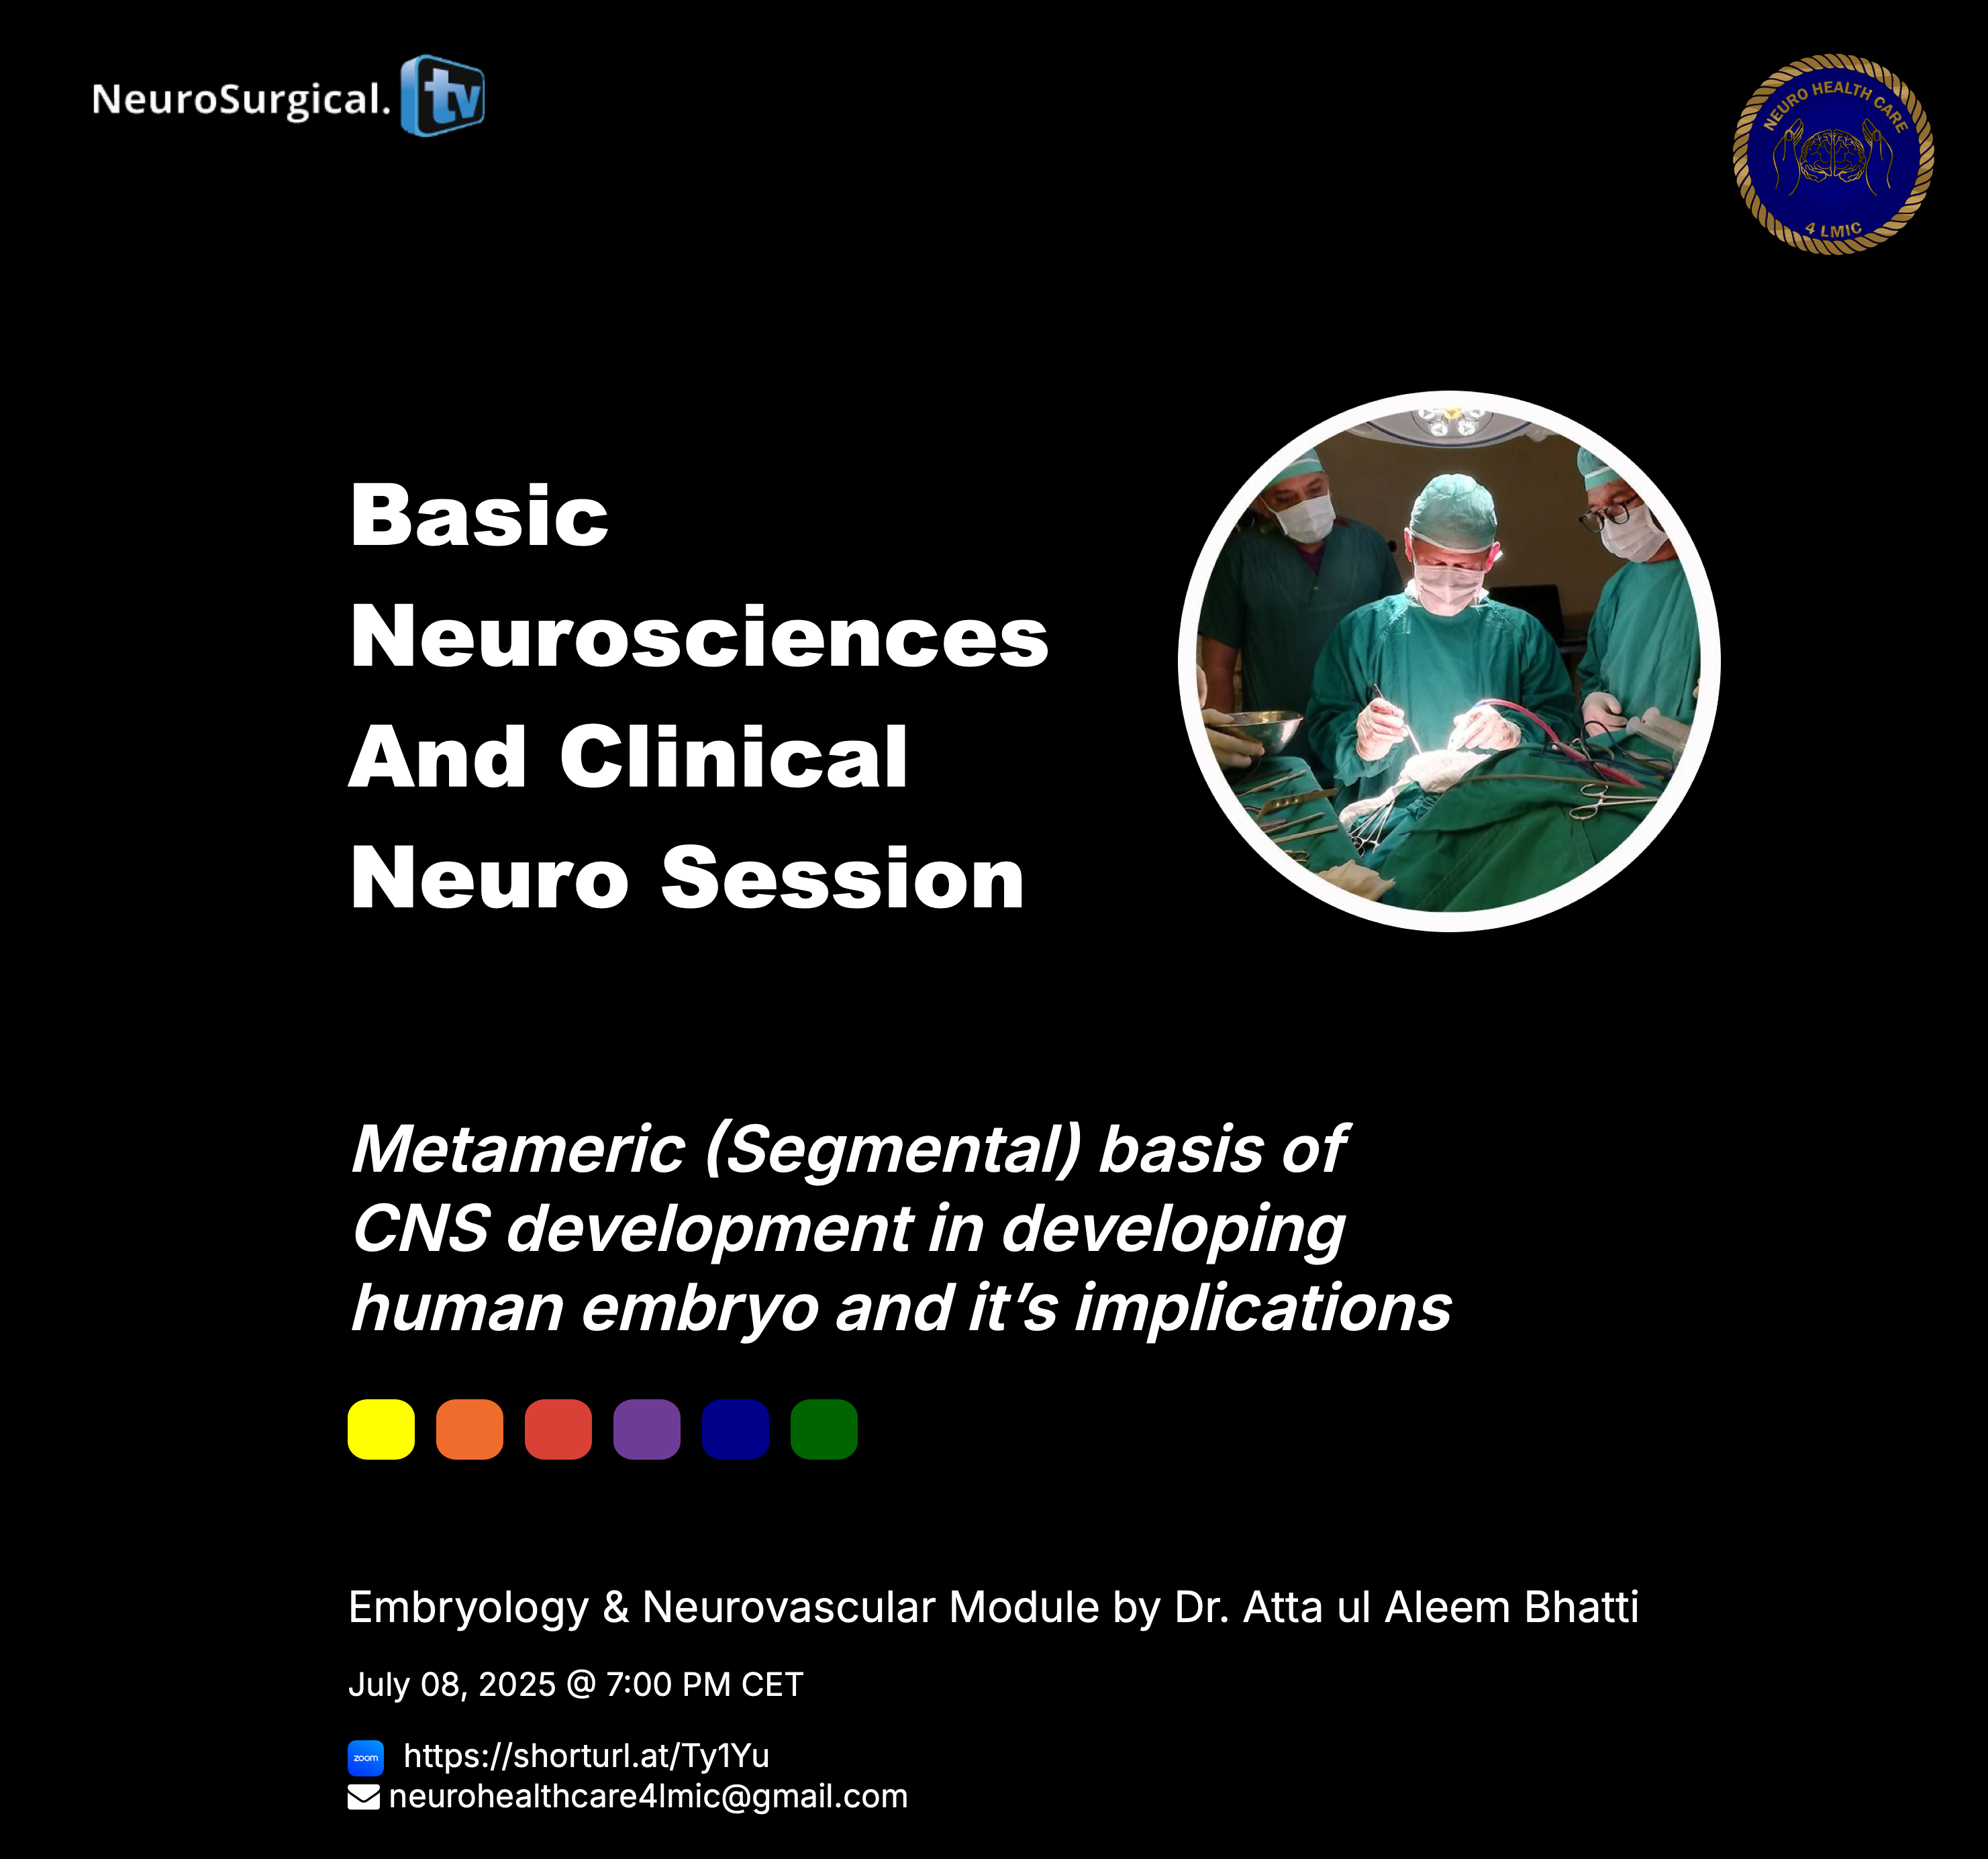 NeuroSurgical.tv
NEURO HEALTH CARE
4 LMIC
Basic
Neurosciences
And Clinical
Neuro Session
Metameric (Segmental) basis of
CNS development in developing
human embryo and it’s implications
Embryology & Neurovascular Module by Dr. Atta ul Aleem Bhatti
July 08, 2025 @ 7:00 PM CET
zoom https://shorturl.at/Ty1Yu
neurohealthcare4lmic@gmail.com